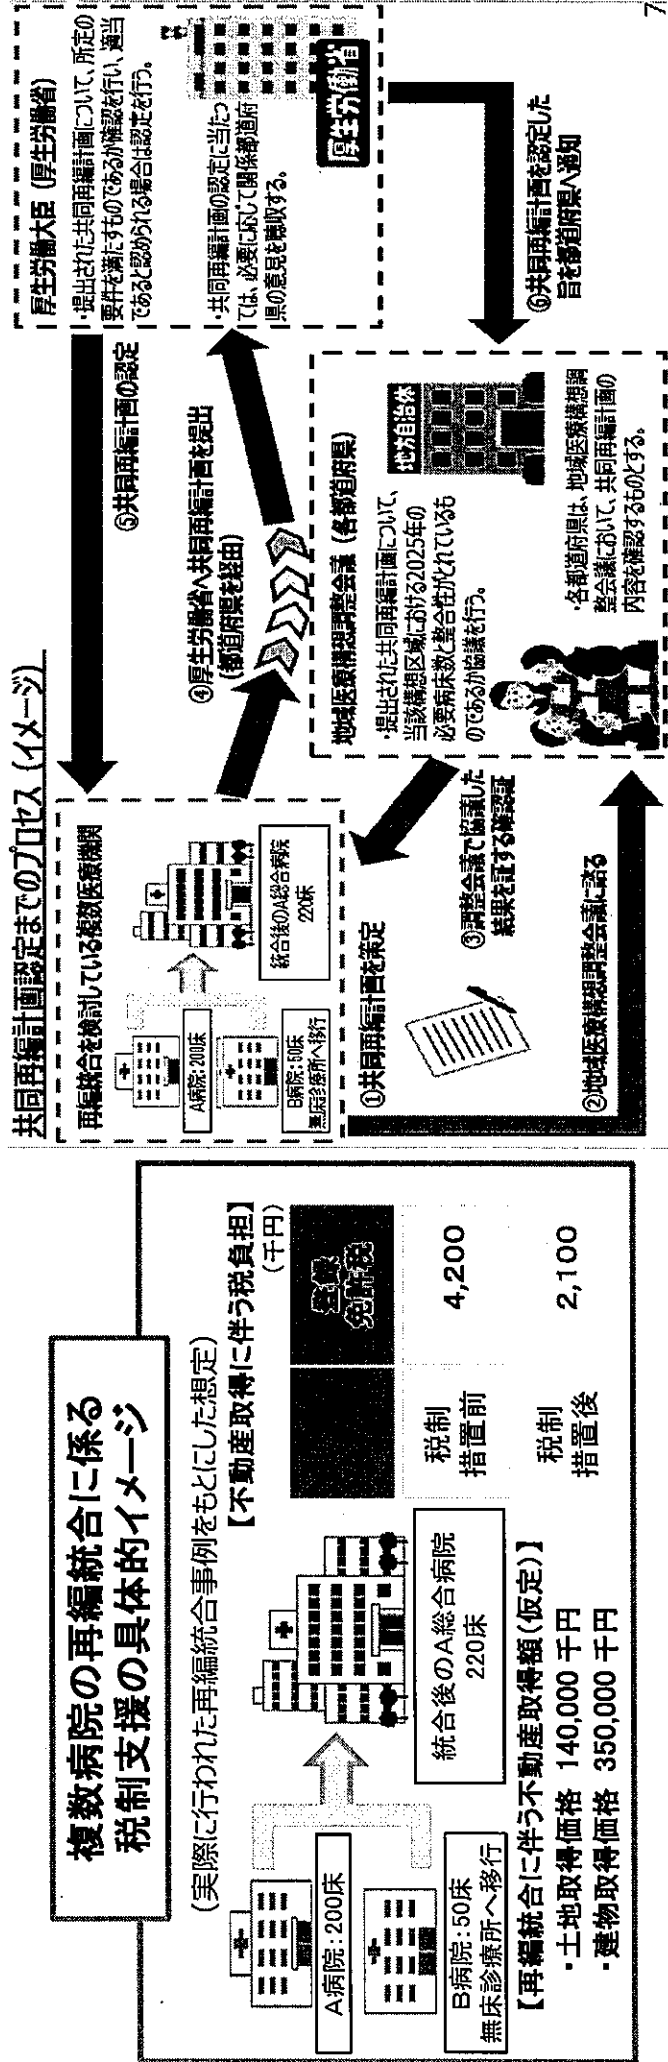 複数病院の再編統合に係る
税制支援の具体的イメージ
(実際に行われた再編統合事例をもとにした想定)
A病院:200床
B病院:50床
無床診療所へ移行
統合後のA総合病院
220床
【不動産取得に伴う税負担】
(千円)
登録
免許税
税制
措置前
4,200
税制
措置後
2,100
【再編統合に伴う不動産取得額(仮定)】
・土地取得価格 140,000 千円
・建物取得価格 350,000 千円
共同再編計画認定までのプロセス(イメージ)
再編統合を検討している複数医療機関
A病院:200床
B病院:50床
無床診療所へ移行
統合後のA総合病院
220床
①共同再編計画を策定
②地域医療構想調整会議に諮る
③調整会議で協議した
結果を証する確認証
④厚生労働省へ共同再編計画を提出
(都道府県を経由)
⑤共同再編計画の認定
地域医療構想調整会議(各都道府県)
・提出された共同再編計画について、
当該構想区域における2025年の
必要病床数と整合性がとれているも
のであるか協議を行う。
地方自治体
・各都道府県は、地域医療構想調
整会議において、共同再編計画の
内容を確認するものとする。
厚生労働大臣(厚生労働省)
・提出された共同再編計画について、所定の
要件を満たすものであるか確認を行い、適当
であると認められる場合は認定を行う。
・共同再編計画の認定に当たっ
ては、必要に応じて関係都道府
県の意見を聴収する。
厚生労働省
⑥共同再編計画を認定した
旨を都道府県へ通知
7